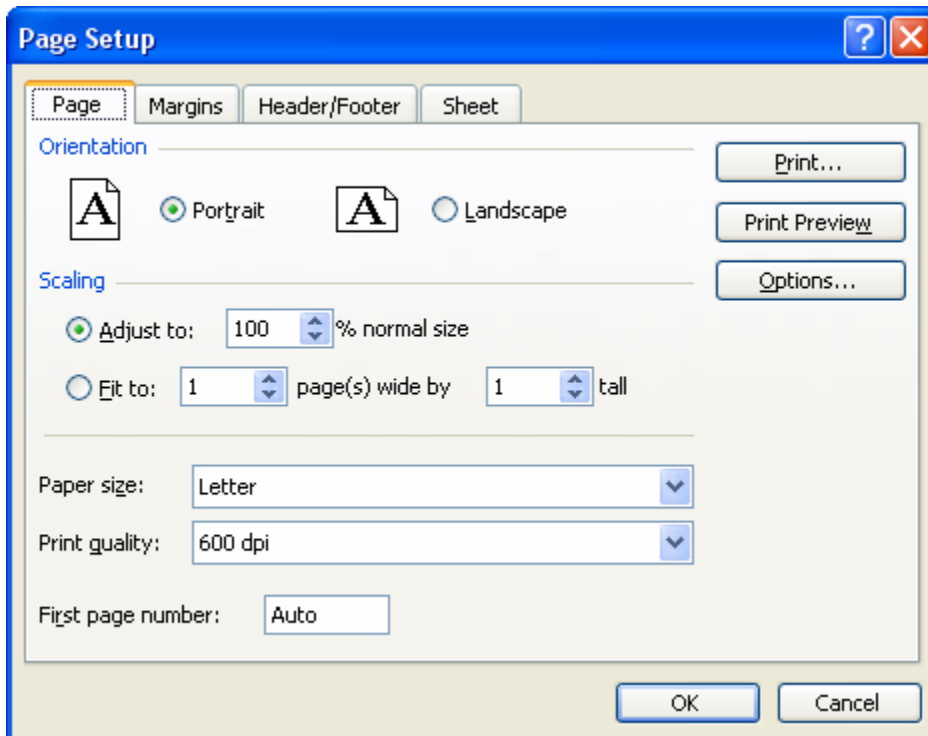 Page Setup
?
Page Margins Header/Footer Sheet
Orientation
A Portrait A Landscape
Print...
Print Preview
Options...
Scaling
Adjust to: 100 % normal size
Fit to: 1 page(s) wide by 1 tall
Paper size: Letter
Print quality: 600 dpi
First page number: Auto
OK Cancel